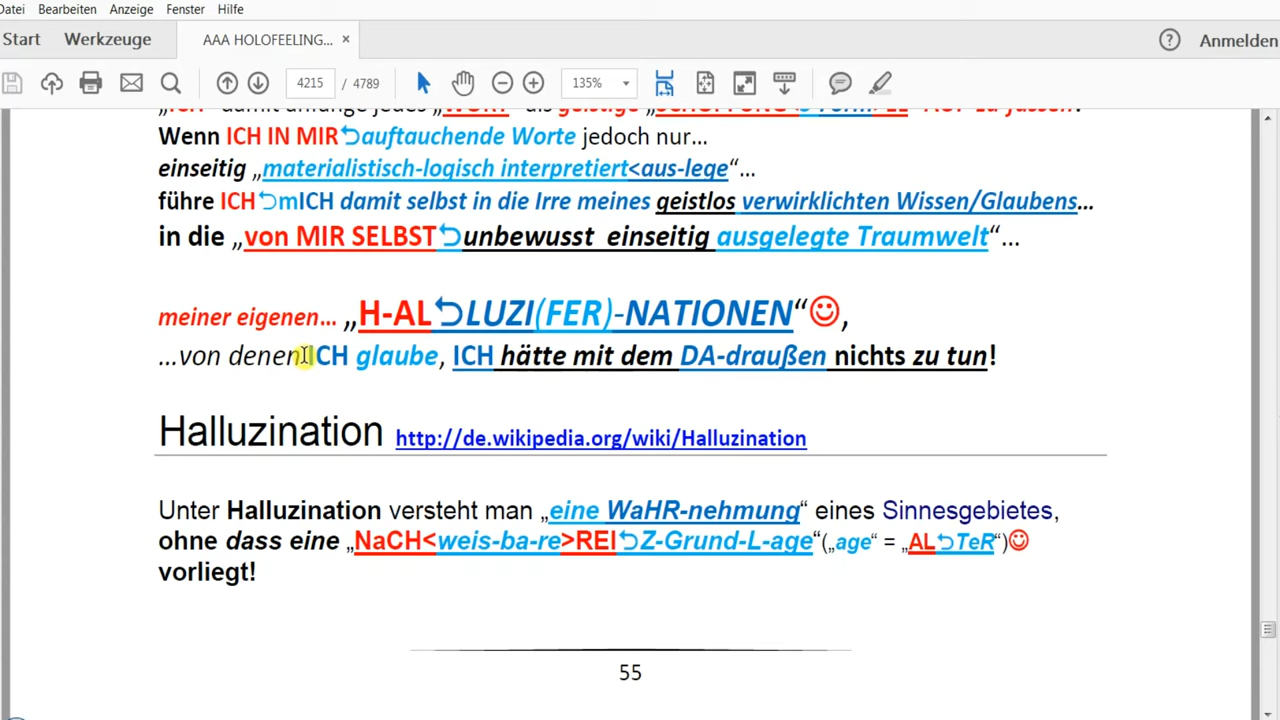 Datei Bearbeiten Anzeige Fenster Hilfe
Start Werkzeuge AAA HOLOFEELING... × ? Anmelden
4215 / 4789 135%
Wenn ICH IN MIR⮌auftauchende Worte jedoch nur...
einseitig „materialistisch-logisch interpretiert<aus-lege“...
führe ICH⮌mICH damit selbst in die Irre meines geistlos verwirklichten Wissen/Glaubens...
in die „von MIR SELBST⮌unbewusst einseitig ausgelegte Traumwelt“...
meiner eigenen... „H-AL⮌LUZI(FER)-NATIONEN“☺,
...von denen ICH glaube, ICH hätte mit dem DA-draußen nichts zu tun!
Halluzination http://de.wikipedia.org/wiki/Halluzination
Unter Halluzination versteht man „eine WaHR-nehmung“ eines Sinnesgebietes,
ohne dass eine „NaCH<weis-ba-re>REI⮌Z-Grund-L-age“(„age“ = „AL⮌TeR“)☺
vorliegt!
55